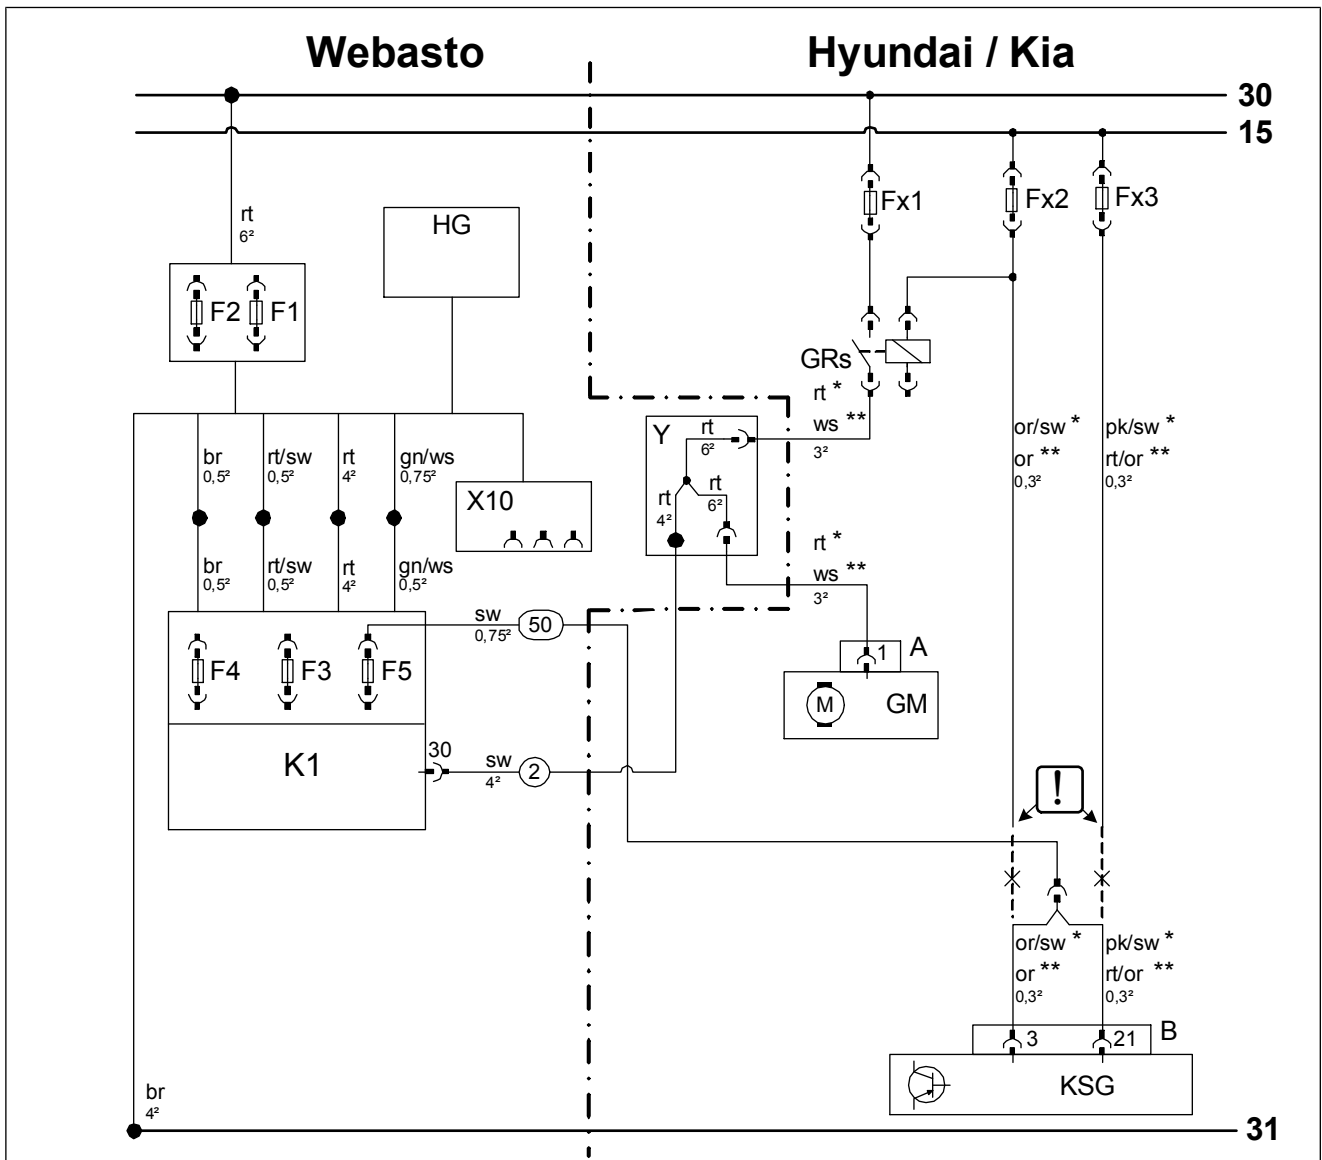 Webasto
Hyundai / Kia
30
15
Fx1
Fx2
Fx3
rt
6²
HG
F2
F1
GRs
rt *
ws **
3²
or/sw *
or **
0,3²
pk/sw *
rt/or **
0,3²
Y
rt
6²
rt
4²
rt
6²
br
0,5²
rt/sw
0,5²
rt
4²
gn/ws
0,75²
X10
br
0,5²
rt/sw
0,5²
rt
4²
gn/ws
0,5²
rt *
ws **
3²
sw
0,75²
50
F4
F3
F5
1
A
M
GM
K1
30
sw
4²
2
!
or/sw *
or **
0,3²
pk/sw *
rt/or **
0,3²
3
21
B
KSG
br
4²
31